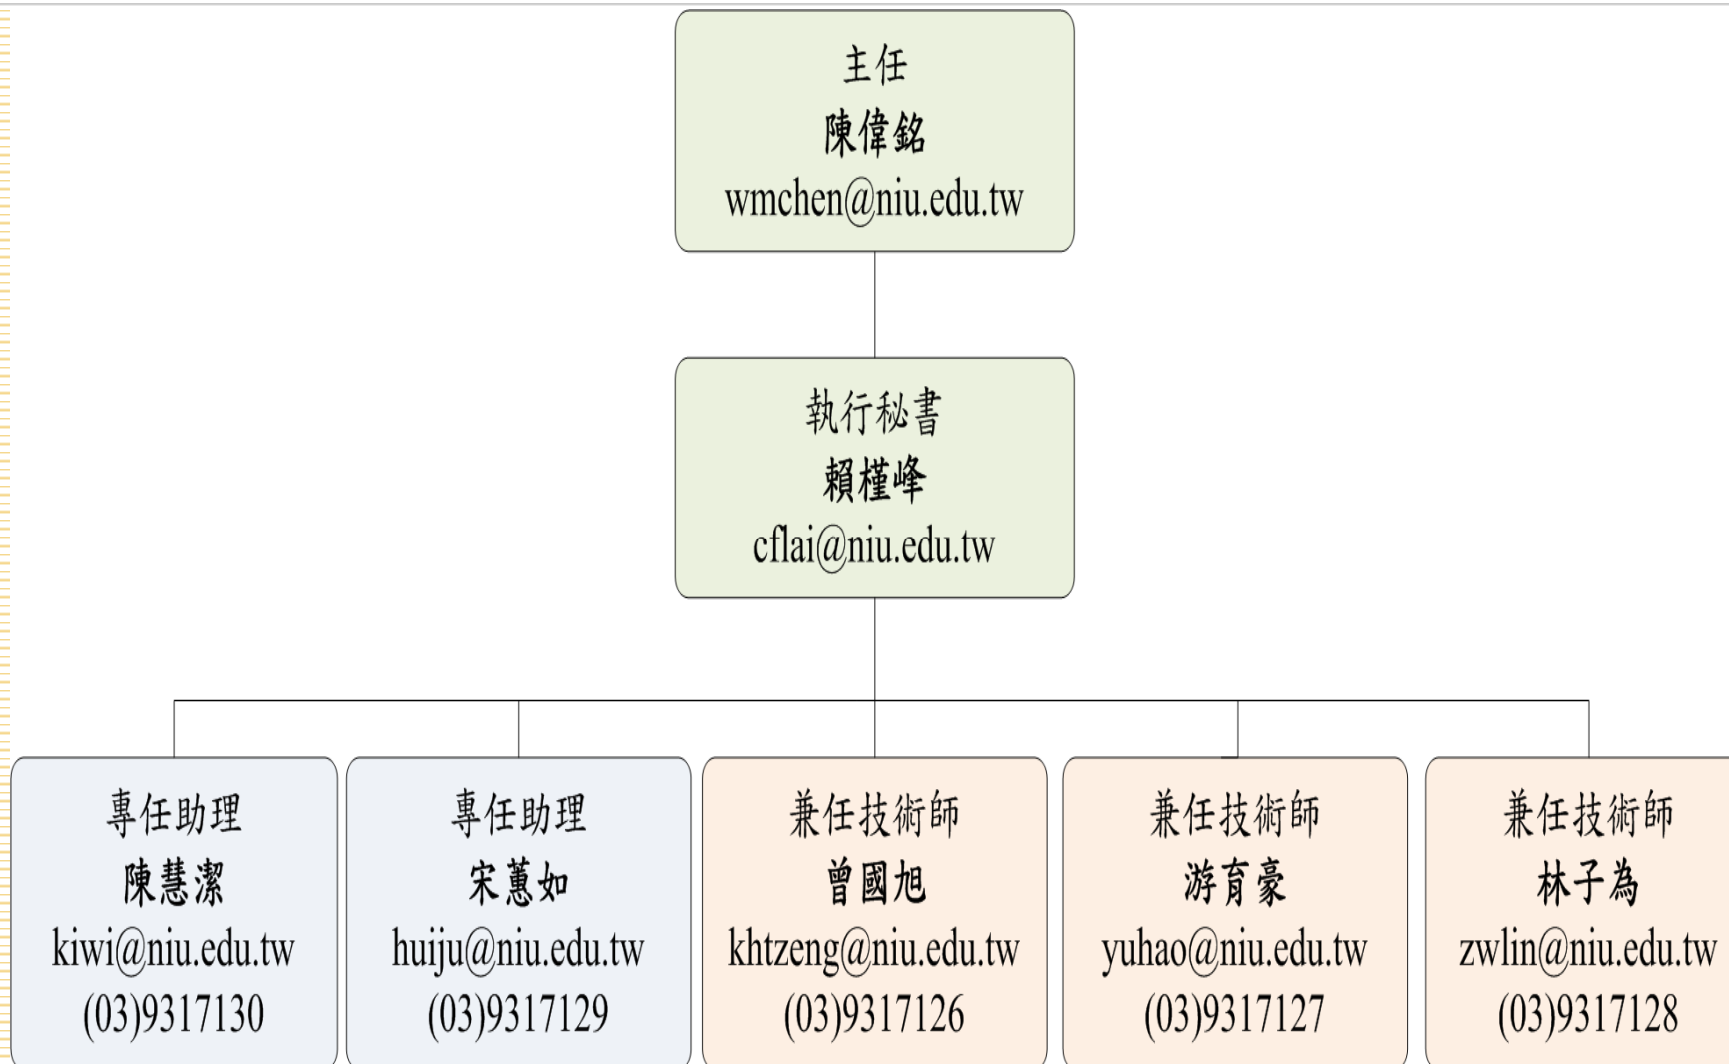 主任
陳偉銘
wmchen@niu.edu.tw
執行秘書
賴槿峰
cflai@niu.edu.tw
專任助理
陳慧潔
kiwi@niu.edu.tw
(03)9317130
專任助理
宋蕙如
huiju@niu.edu.tw
(03)9317129
兼任技術師
曾國旭
khtzeng@niu.edu.tw
(03)9317126
兼任技術師
游育豪
yuhao@niu.edu.tw
(03)9317127
兼任技術師
林子為
zwlin@niu.edu.tw
(03)9317128